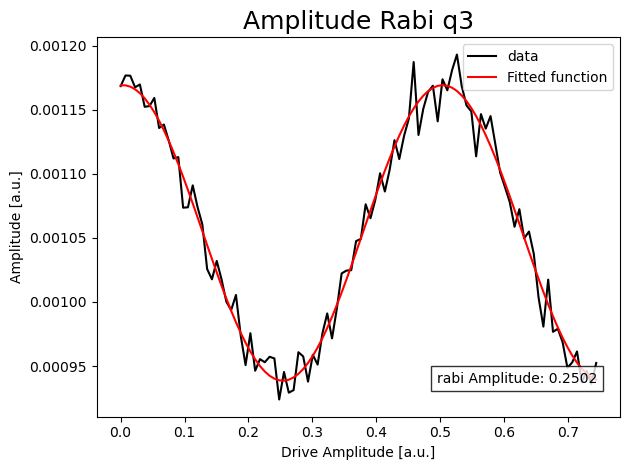 Amplitude Rabi q3
0.00120
0.00115
0.00110
0.00105
0.00100
0.00095
Amplitude [a.u.]
data
Fitted function
rabi Amplitude: 0.2502
0.0 0.1 0.2 0.3 0.4 0.5 0.6 0.7
Drive Amplitude [a.u.]